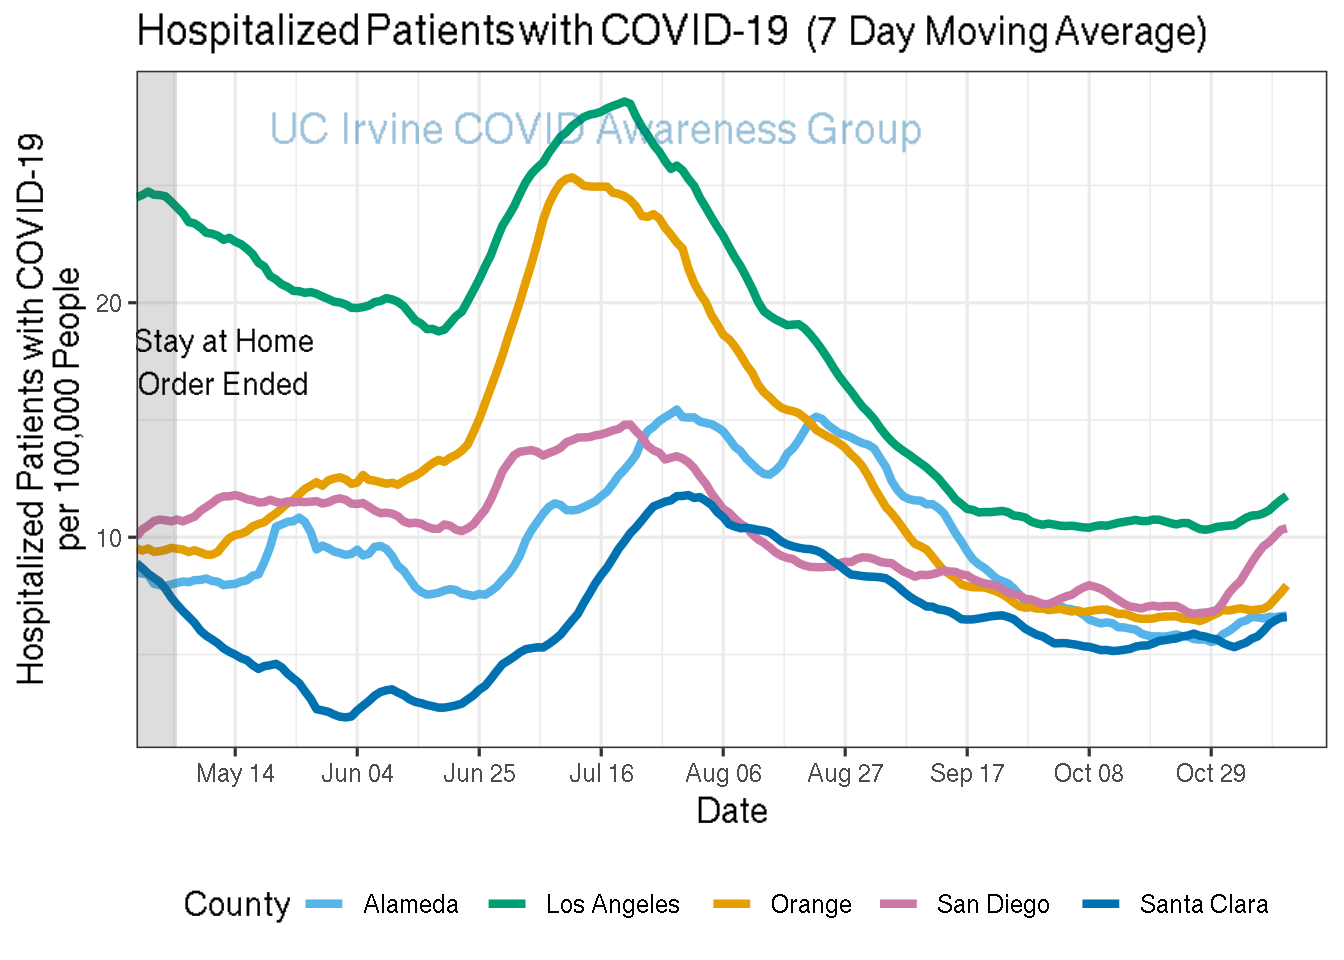 Hospitalized Patients with COVID-19 (7 Day Moving Average)
UC Irvine COVID Awareness Group
Hospitalized Patients with COVID-19
per 100,000 People
20
10
Stay at Home
Order Ended
May 14 Jun 04 Jun 25 Jul 16 Aug 06 Aug 27 Sep 17 Oct 08 Oct 29
Date
County Alameda Los Angeles Orange San Diego Santa Clara